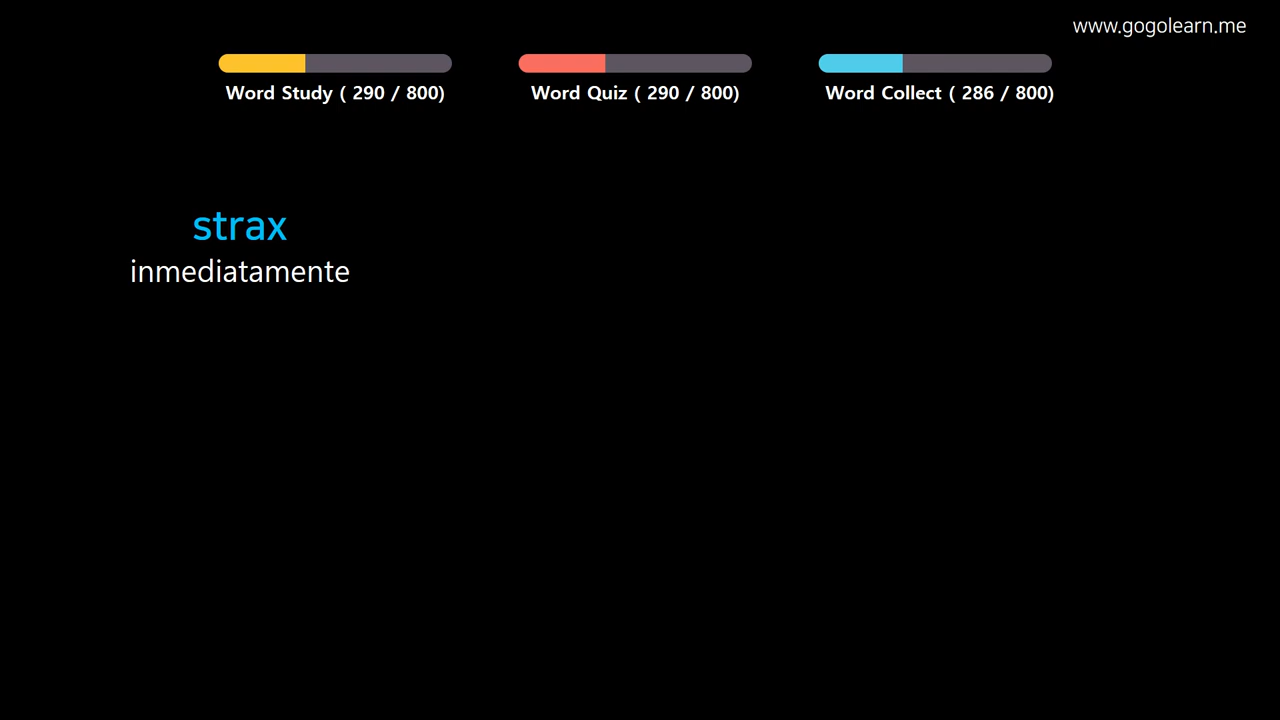 www.gogolearn.me
Word Study ( 290 / 800)
Word Quiz ( 290 / 800)
Word Collect ( 286 / 800)
strax
inmediatamente